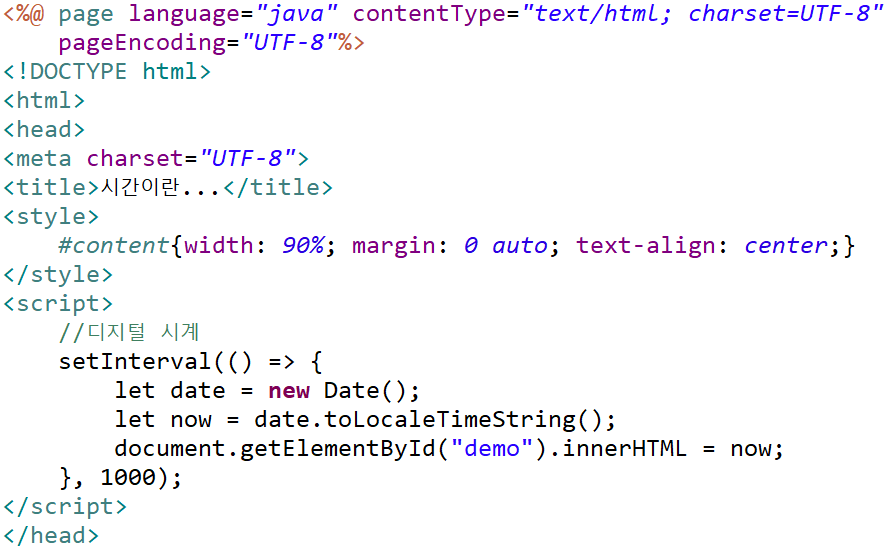 <%@ page language="java" contentType="text/html; charset=UTF-8"
    pageEncoding="UTF-8"%>
<!DOCTYPE html>
<html>
<head>
<meta charset="UTF-8">
<title>시간이란...</title>
<style>
    #content{width: 90%; margin: 0 auto; text-align: center;}
</style>
<script>
    //디지털 시계
    setInterval(() => {
        let date = new Date();
        let now = date.toLocaleTimeString();
        document.getElementById("demo").innerHTML = now;
    }, 1000);
</script>
</head>